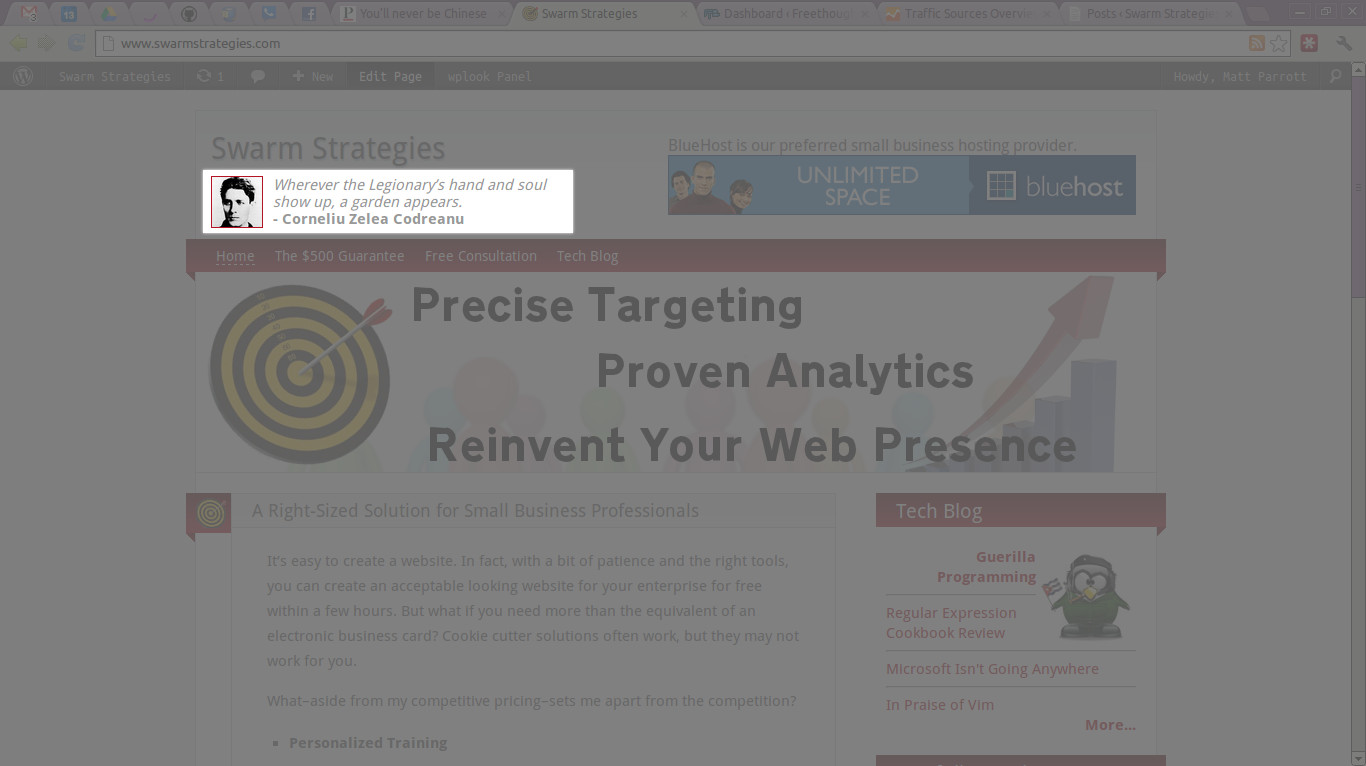 3
13
You'll never be Chinese
Swarm Strategies
Dashboard ‹ Freethough
Traffic Sources Overvie
Posts ‹ Swarm Strategie
www.swarmstrategies.com
Swarm Strategies
1
New
Edit Page
wplook Panel
Howdy, Matt Parrott
Swarm Strategies
BlueHost is our preferred small business hosting provider.
UNLIMITED
SPACE
bluehost
Wherever the Legionary's hand and soul
show up, a garden appears.
- Corneliu Zelea Codreanu
Home The $500 Guarantee Free Consultation Tech Blog
Precise Targeting
Proven Analytics
Reinvent Your Web Presence
A Right-Sized Solution for Small Business Professionals
It's easy to create a website. In fact, with a bit of patience and the right tools,
you can create an acceptable looking website for your enterprise for free
within a few hours. But what if you need more than the equivalent of an
electronic business card? Cookie cutter solutions often work, but they may not
work for you.
What–aside from my competitive pricing–sets me apart from the competition?
Personalized Training
Tech Blog
Guerilla
Programming
Regular Expression
Cookbook Review
Microsoft Isn't Going Anywhere
In Praise of Vim
More...